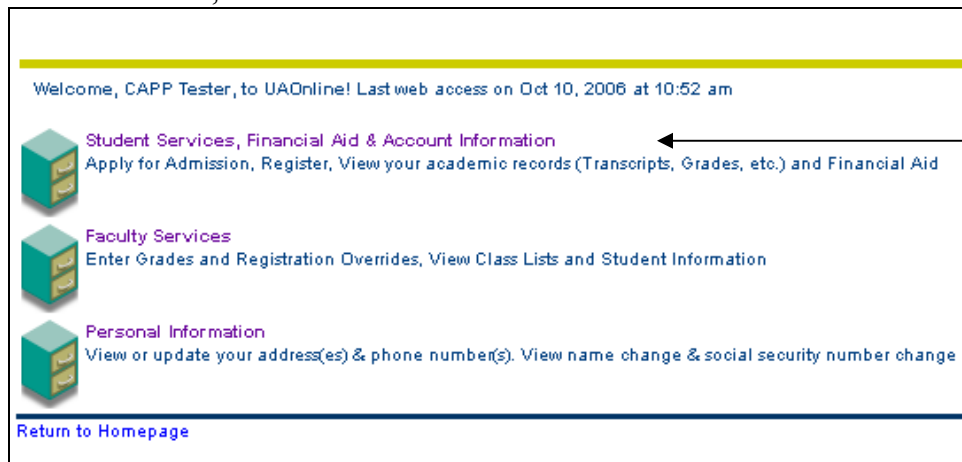 Welcome, CAPP Tester, to UAOnline! Last web access on Oct 10, 2006 at 10:52 am
Student Services, Financial Aid & Account Information
Apply for Admission, Register, View your academic records (Transcripts, Grades, etc.) and Financial Aid
Faculty Services
Enter Grades and Registration Overrides, View Class Lists and Student Information
Personal Information
View or update your address(es) & phone number(s). View name change & social security number change
Return to Homepage